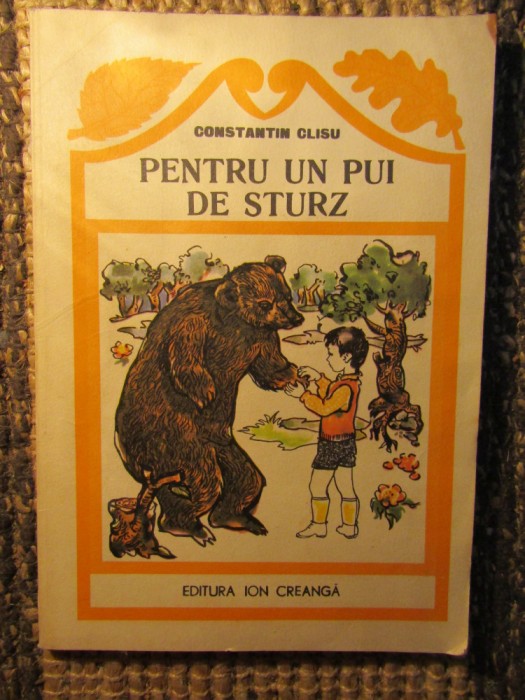 CONSTANTIN CLISU
PENTRU UN PUI
DE STURZ
EDITURA ION CREANGĂ